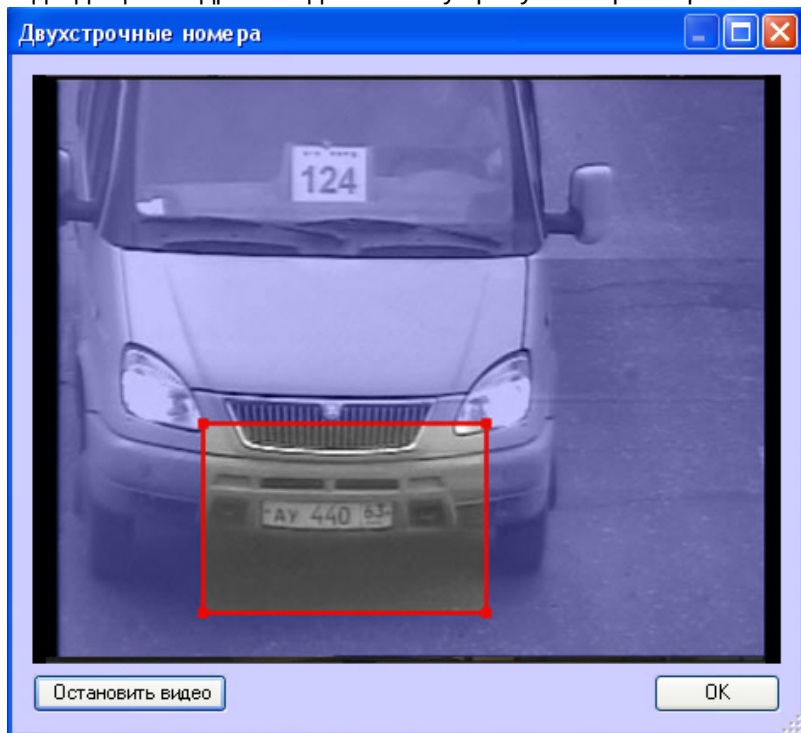 Двухстрочные номера
124
АУ 440 63
Остановить видео
OK